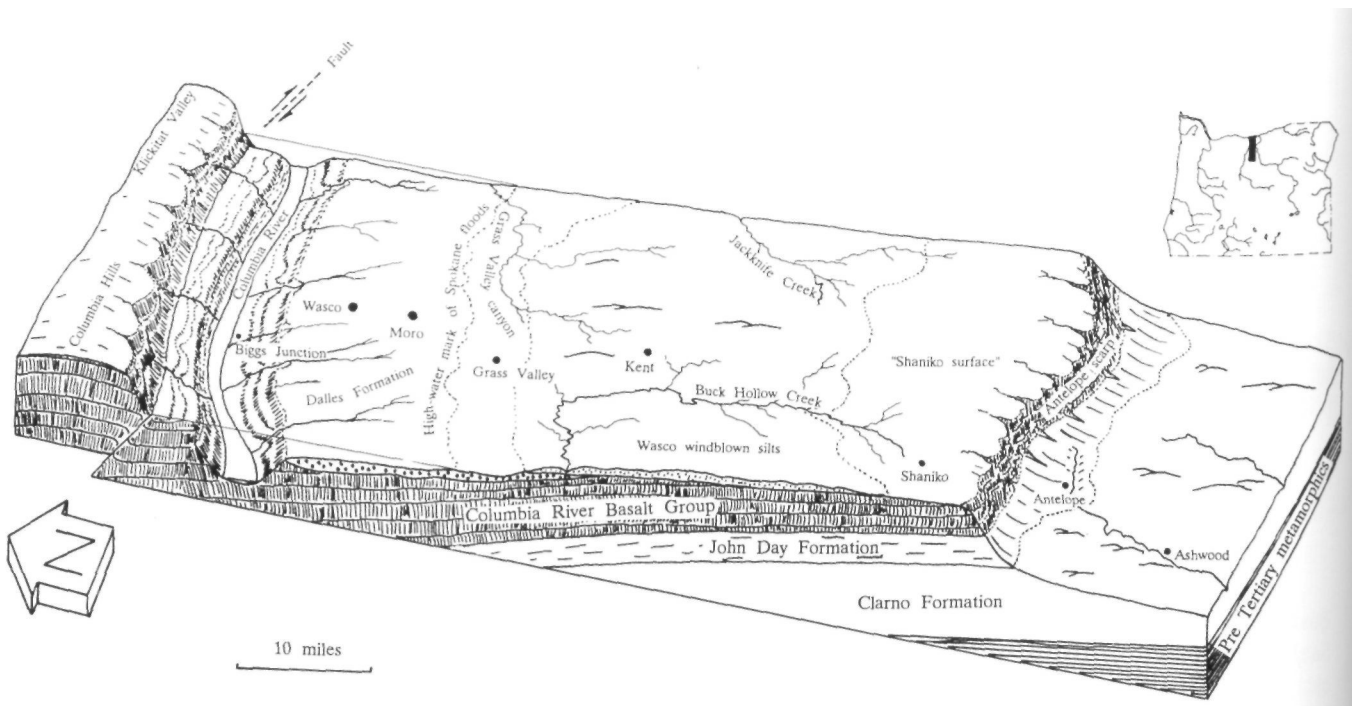 Fault
Klickitat Valley
Columbia Hills
Columbia River
Wasco
Moro
Biggs Junction
Dalles Formation
High-water mark of Spokane floods
Grass Valley canyon
Grass Valley
Jackknife
Creek
Kent
Buck Hollow Creek
"Shaniko surface"
Wasco windblown silts
Shaniko
Antelope scarp
Antelope
Ashwood
Columbia River Basalt Group
John Day Formation
Clarno Formation
Pre Tertiary metamorphics
N
10 miles